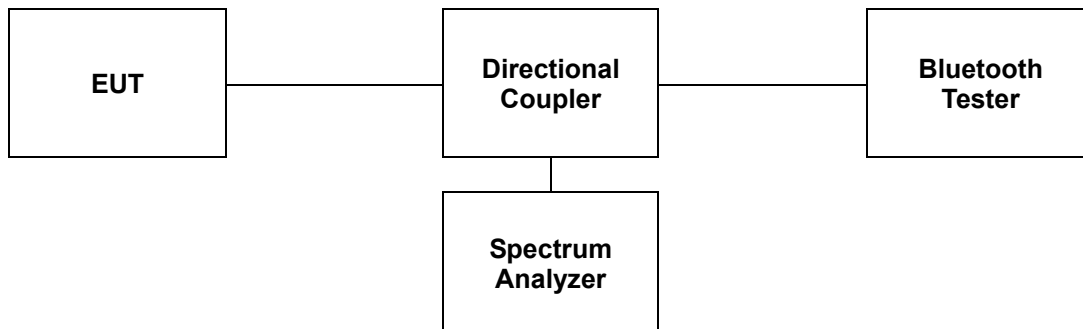 EUT
Directional
Coupler
Bluetooth
Tester
Spectrum
Analyzer